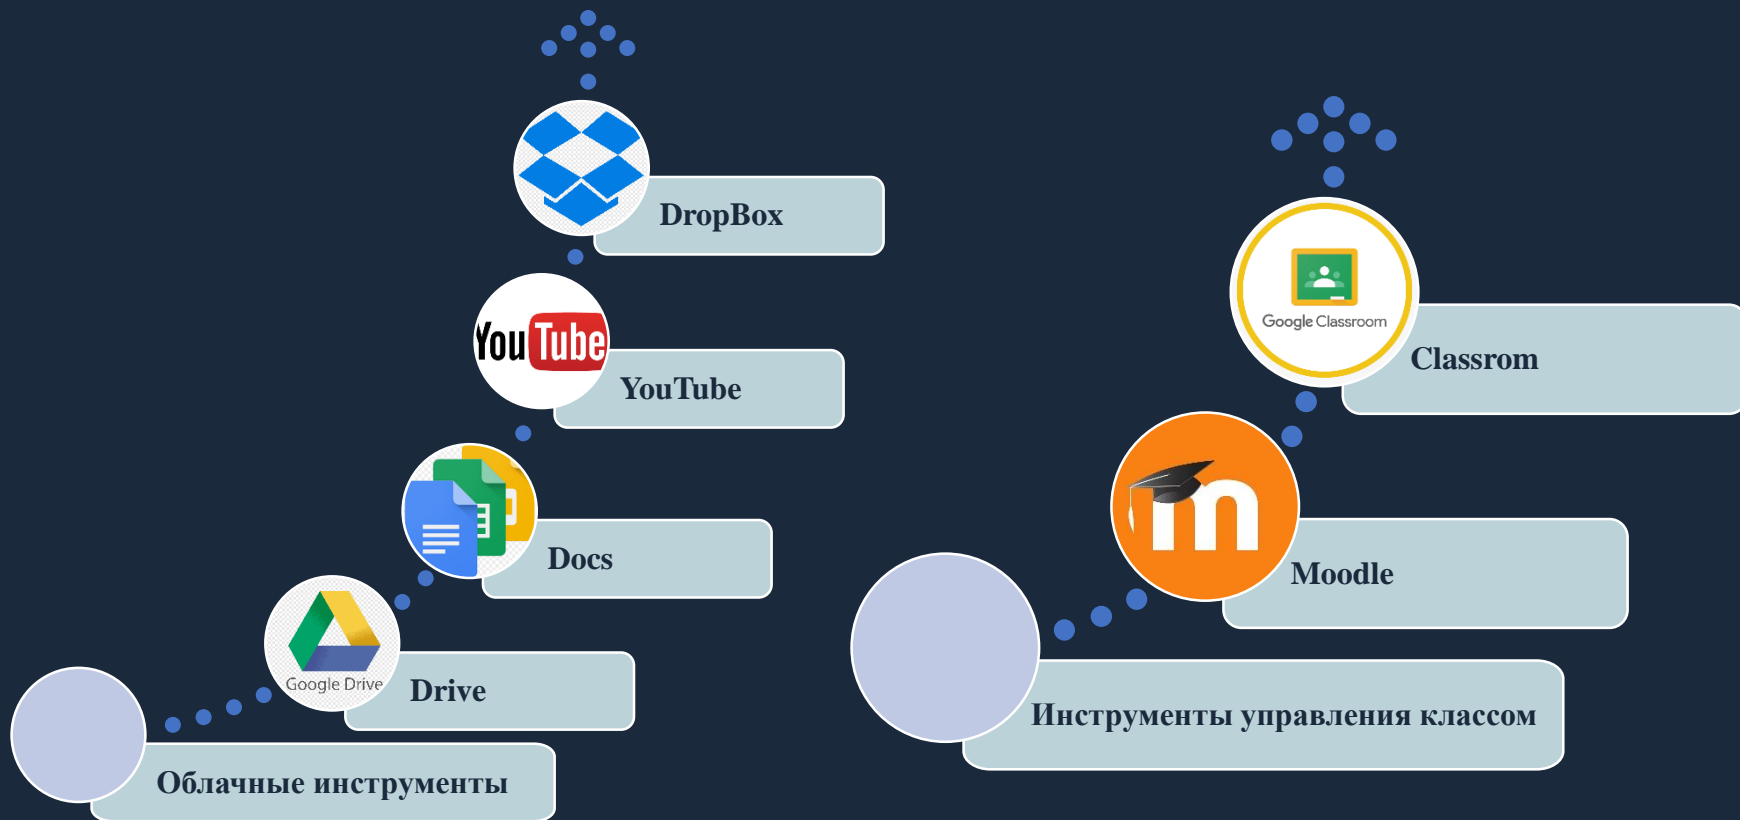 DropBox
YouTube
YouTube
Docs
Google Drive
Drive
Облачные инструменты
Google Classroom
Classrom
m
Moodle
Инструменты управления классом